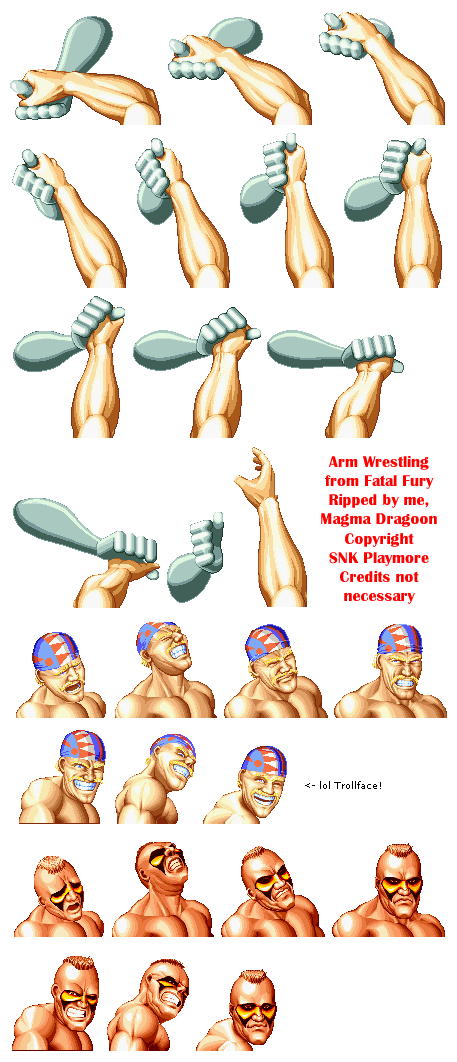 Arm Wrestling
from Fatal Fury
Ripped by me,
Magma Dragoon
Copyright
SNK Playmore
Credits not
necessary
<- lol Trollface!